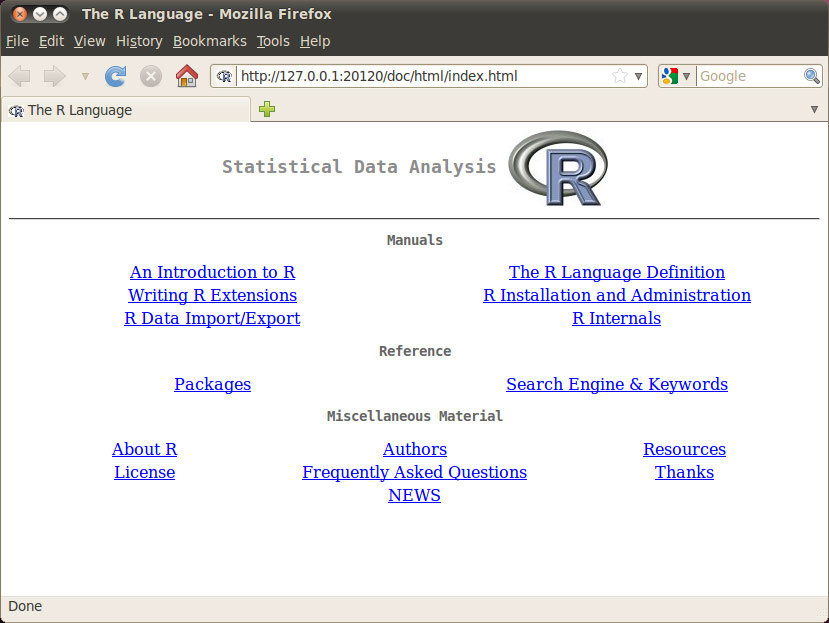 The R Language - Mozilla Firefox
File Edit View History Bookmarks Tools Help
http://127.0.0.1:20120/doc/html/index.html Google
The R Language
Statistical Data Analysis R
Manuals
An Introduction to R The R Language Definition
Writing R Extensions R Installation and Administration
R Data Import/Export R Internals
Reference
Packages Search Engine & Keywords
Miscellaneous Material
About R Authors Resources
License Frequently Asked Questions Thanks
NEWS
Done